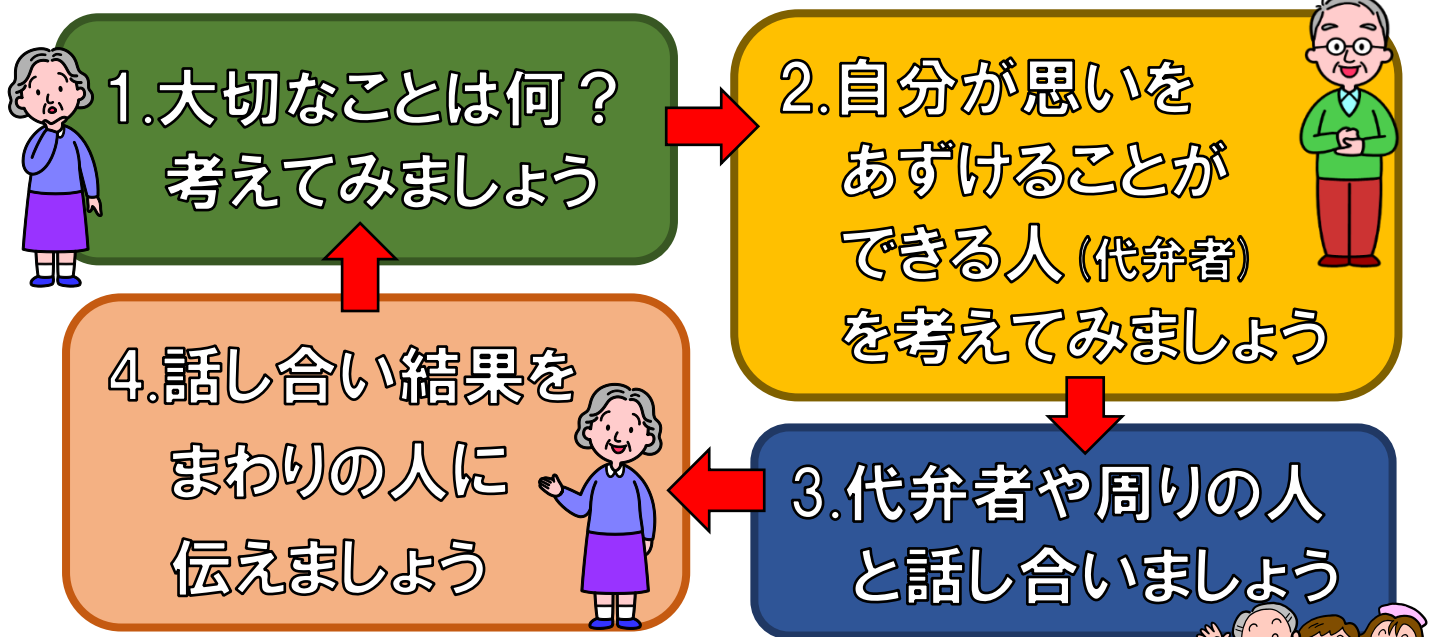 1.大切なことは何？
考えてみましょう
2.自分が思いを
あずけることが
できる人(代弁者)
を考えてみましょう
3.代弁者や周りの人
と話し合いましょう
4.話し合い結果を
まわりの人に
伝えましょう